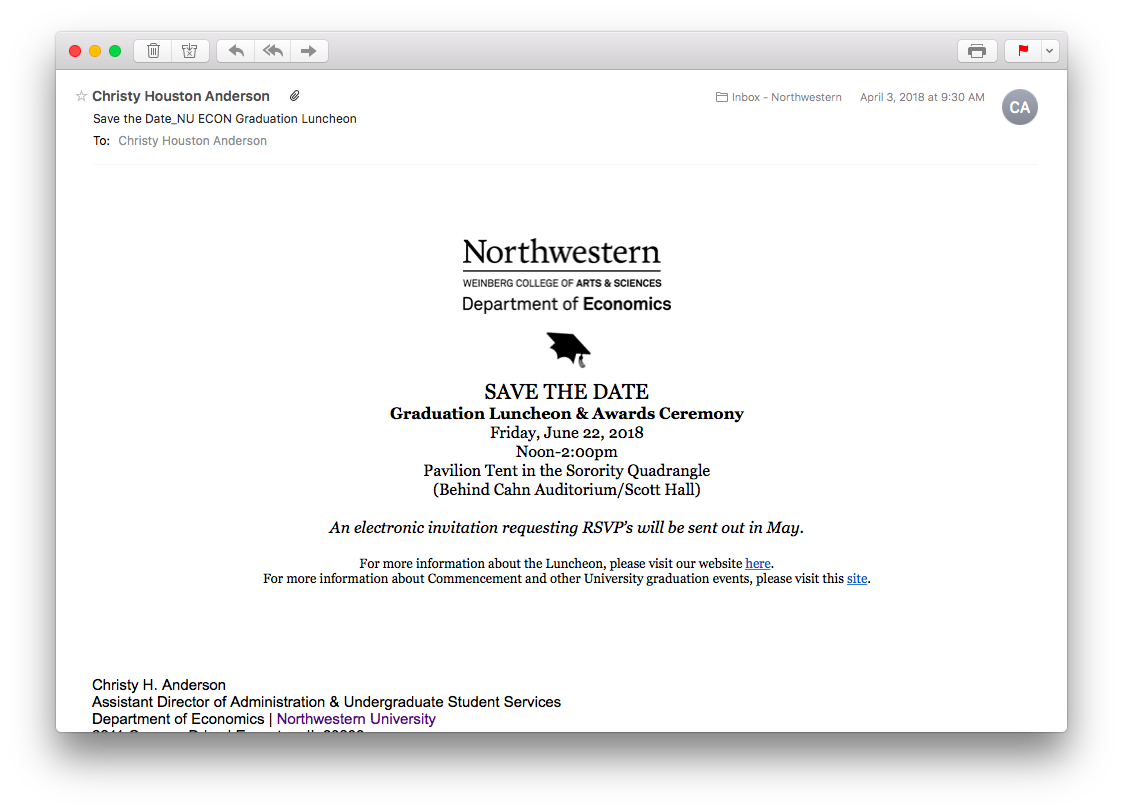 Christy Houston Anderson
Inbox - Northwestern
April 3, 2018 at 9:30 AM
CA
Save the Date_NU ECON Graduation Luncheon
To: Christy Houston Anderson
Northwestern
WEINBERG COLLEGE OF ARTS & SCIENCES
Department of Economics
SAVE THE DATE
Graduation Luncheon & Awards Ceremony
Friday, June 22, 2018
Noon-2:00pm
Pavilion Tent in the Sorority Quadrangle
(Behind Cahn Auditorium/Scott Hall)
An electronic invitation requesting RSVP's will be sent out in May.
For more information about the Luncheon, please visit our website here.
For more information about Commencement and other University graduation events, please visit this site.
Christy H. Anderson
Assistant Director of Administration & Undergraduate Student Services
Department of Economics | Northwestern University